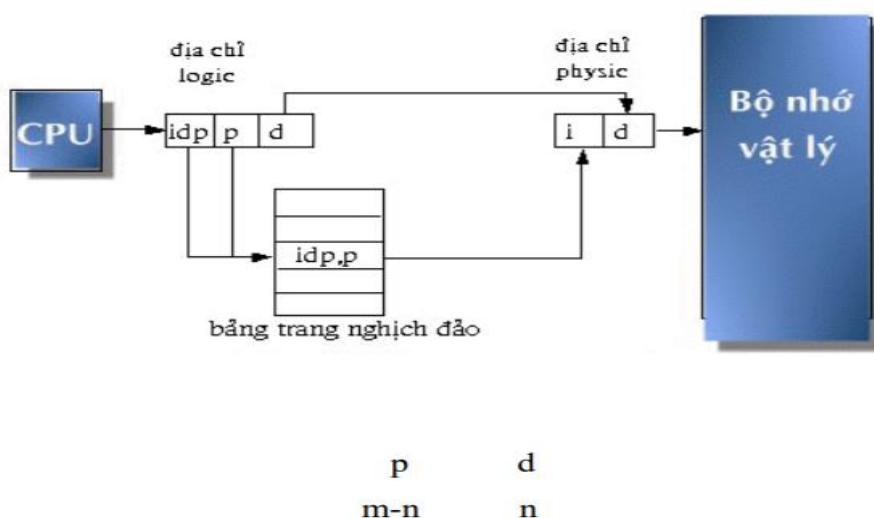 địa chỉ
logic
địa chỉ
physic
CPU
idp p d
i d
Bộ nhớ
vật lý
idp,p
bảng trang nghịch đảo
p d
m-n n